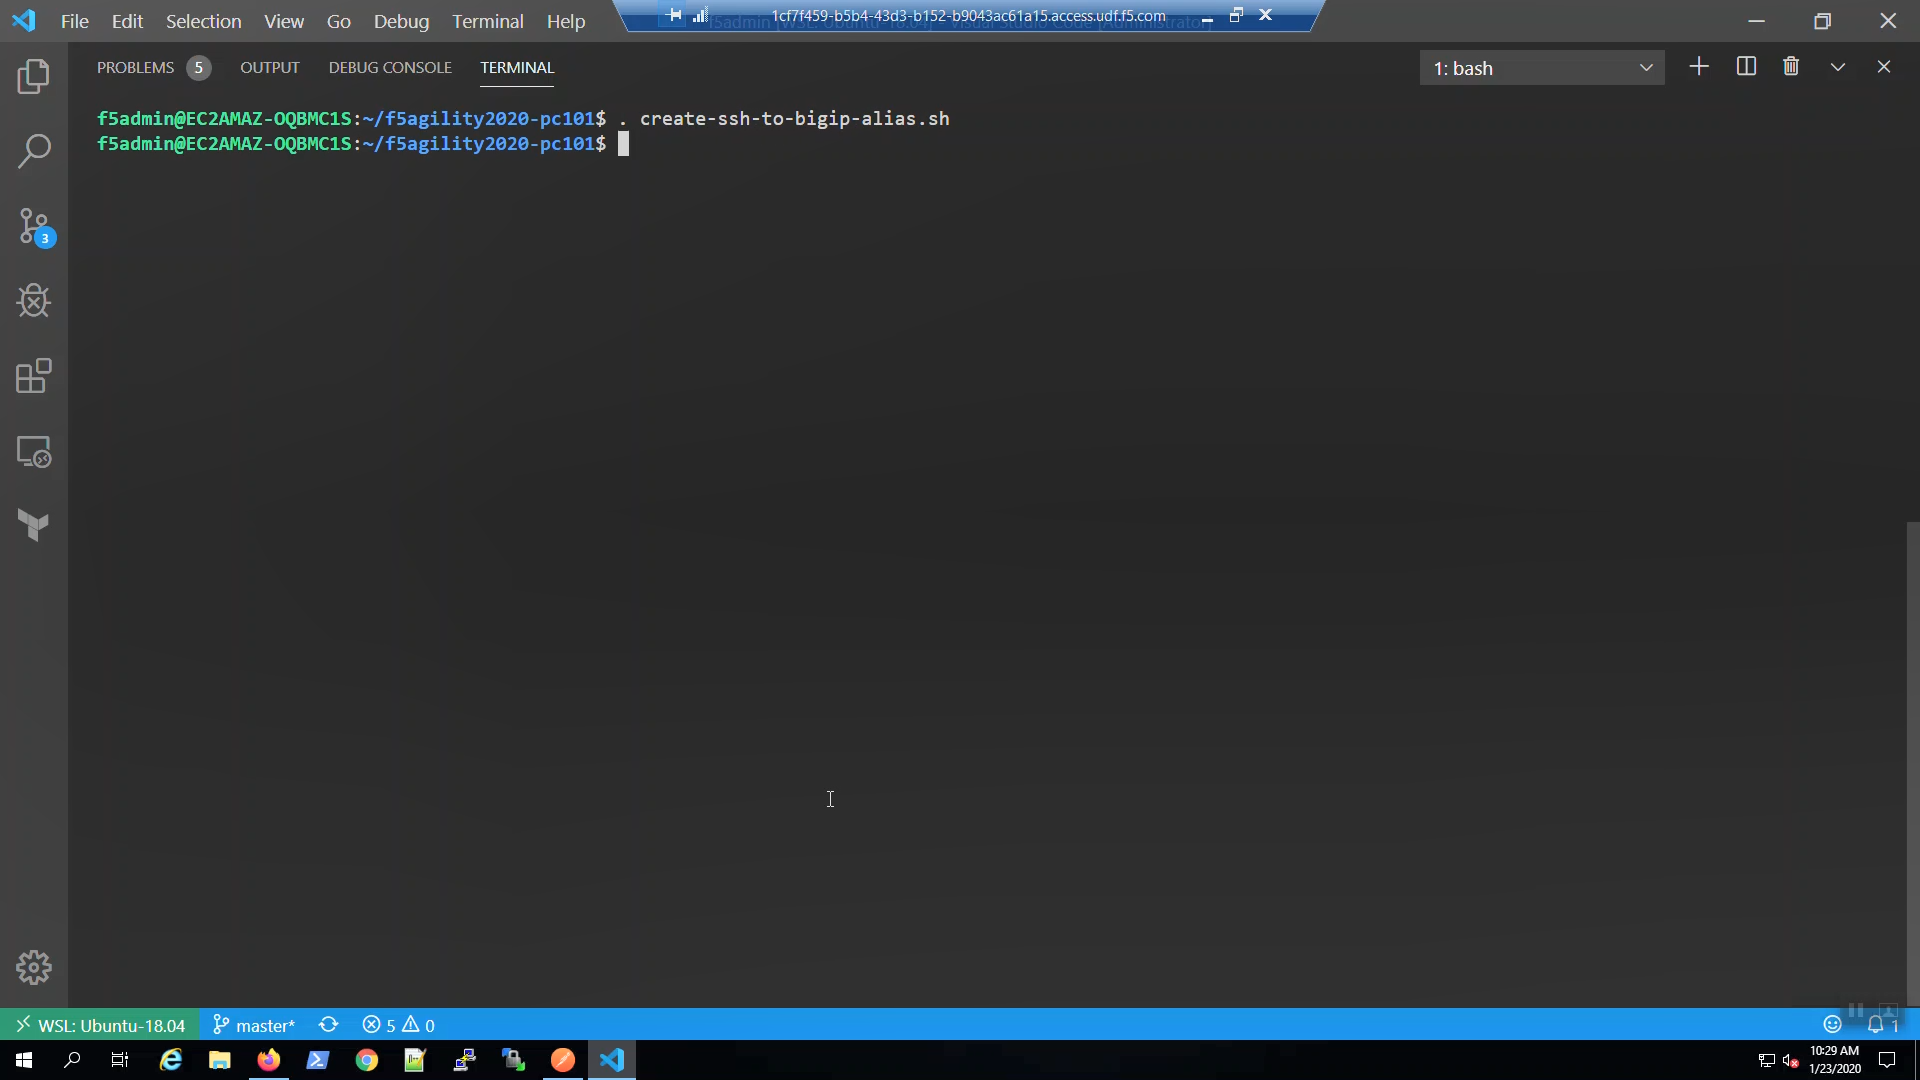 File Edit Selection View Go Debug Terminal Help
1cf7f459-b5b4-43d3-b152-b9043ac61a15.access.udf.f5.com
PROBLEMS 5 OUTPUT DEBUG CONSOLE TERMINAL
1: bash
f5admin@EC2AMAZ-OQBMC1S:~/f5agility2020-pc101$ . create-ssh-to-bigip-alias.sh
f5admin@EC2AMAZ-OQBMC1S:~/f5agility2020-pc101$
3
WSL: Ubuntu-18.04 master* 5 0 1
10:29 AM
1/23/2020